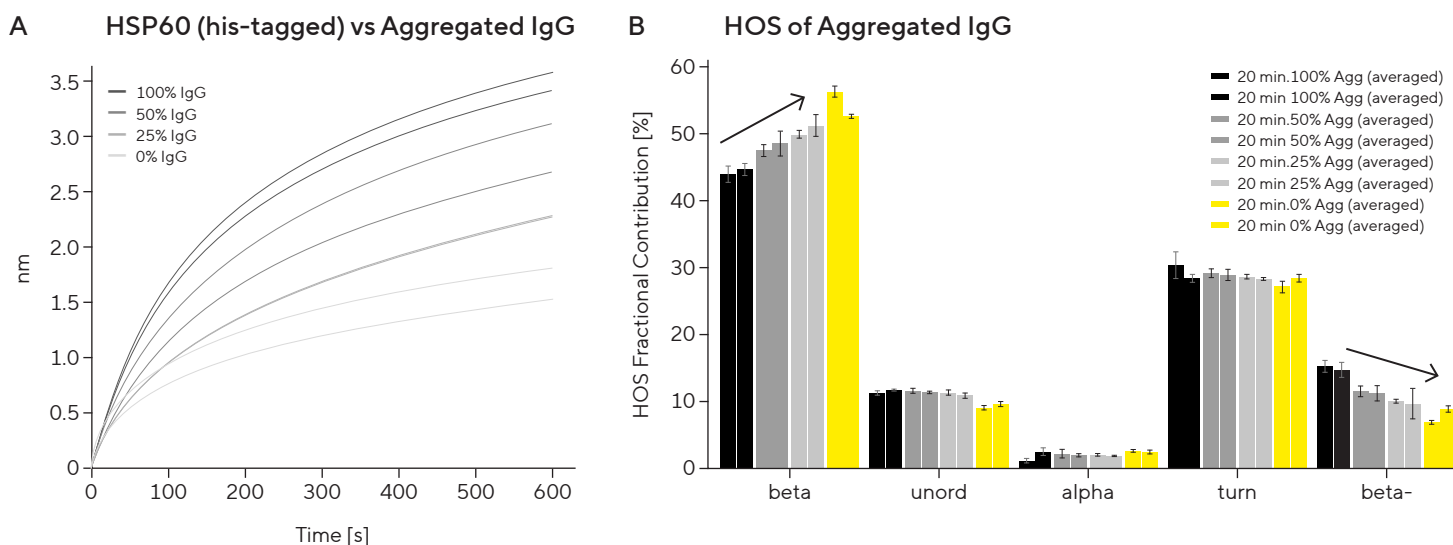 A
HSP60 (his-tagged) vs Aggregated IgG
nm
3.5
3.0
2.5
2.0
1.5
1.0
0.5
0
100% IgG
50% IgG
25% IgG
0% IgG
0
100
200
300
400
500
600
Time [s]
B
HOS of Aggregated IgG
HOS Fractional Contribution [%]
60
50
40
30
20
10
0
20 min.100% Agg (averaged)
20 min 100% Agg (averaged)
20 min.50% Agg (averaged)
20 min 50% Agg (averaged)
20 min.25% Agg (averaged)
20 min 25% Agg (averaged)
20 min.0% Agg (averaged)
20 min 0% Agg (averaged)
beta
unord
alpha
turn
beta-